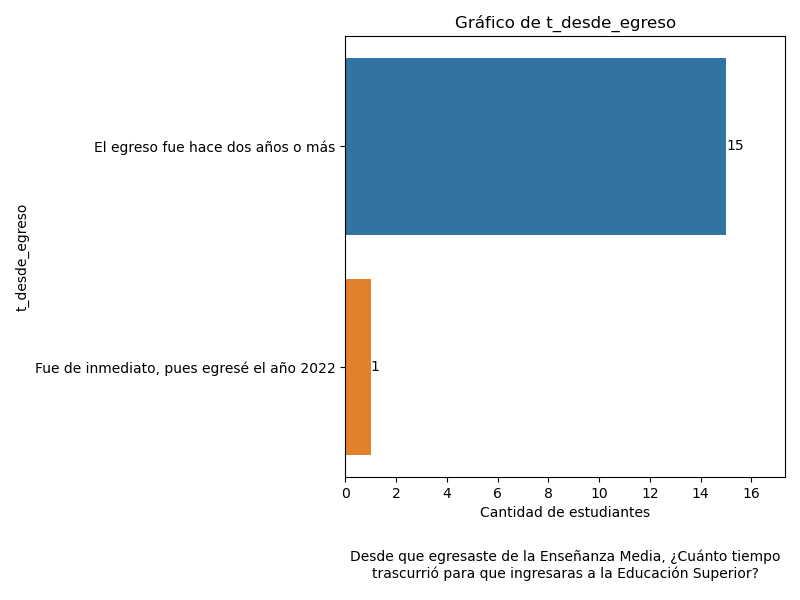 Gráfico de t_desde_egreso
t_desde_egreso
El egreso fue hace dos años o más
15
Fue de inmediato, pues egresé el año 2022
1
0 2 4 6 8 10 12 14 16
Cantidad de estudiantes
Desde que egresaste de la Enseñanza Media, ¿Cuánto tiempo
trascurrió para que ingresaras a la Educación Superior?